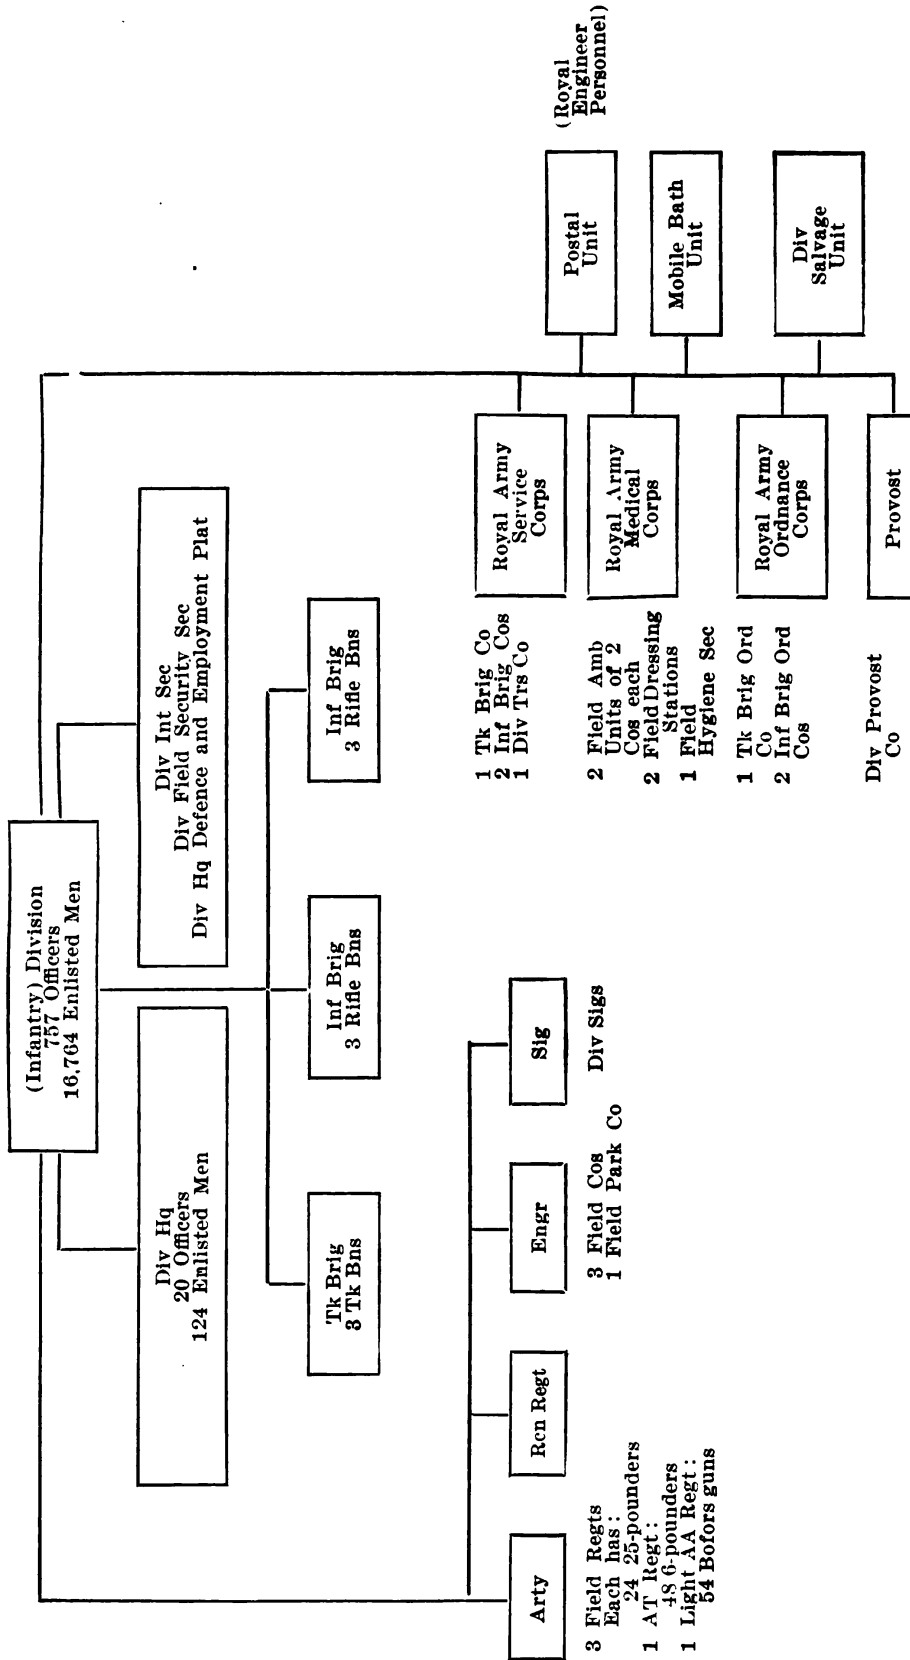 (Infantry) Division
757 Officers
16,764 Enlisted Men
Div Hq
20 Officers
124 Enlisted Men
Div Int Sec
Div Field Security Sec
Div Hq Defence and Employment Plat
Tk Brig
3 Tk Bns
Inf Brig
3 Rifle Bns
Inf Brig
3 Rifle Bns
Arty
3 Field Regts
Each has:
24 25-pounders
1 AT Regt:
48 6-pounders
1 Light AA Regt:
54 Bofors guns
Rcn Regt
Engr
3 Field Cos
1 Field Park Co
Sig
Div Sigs
Royal Army
Service
Corps
1 Tk Brig Co
2 Inf Brig Cos
1 Div Trs Co
Royal Army
Medical
Corps
2 Field Amb
Units of 2
Cos each
2 Field Dressing
Stations
1 Field
Hygiene Sec
Royal Army
Ordnance
Corps
1 Tk Brig Ord
Co
2 Inf Brig Ord
Cos
Provost
Div Provost
Co
Postal
Unit
(Royal
Engineer
Personnel)
Mobile Bath
Unit
Div
Salvage
Unit